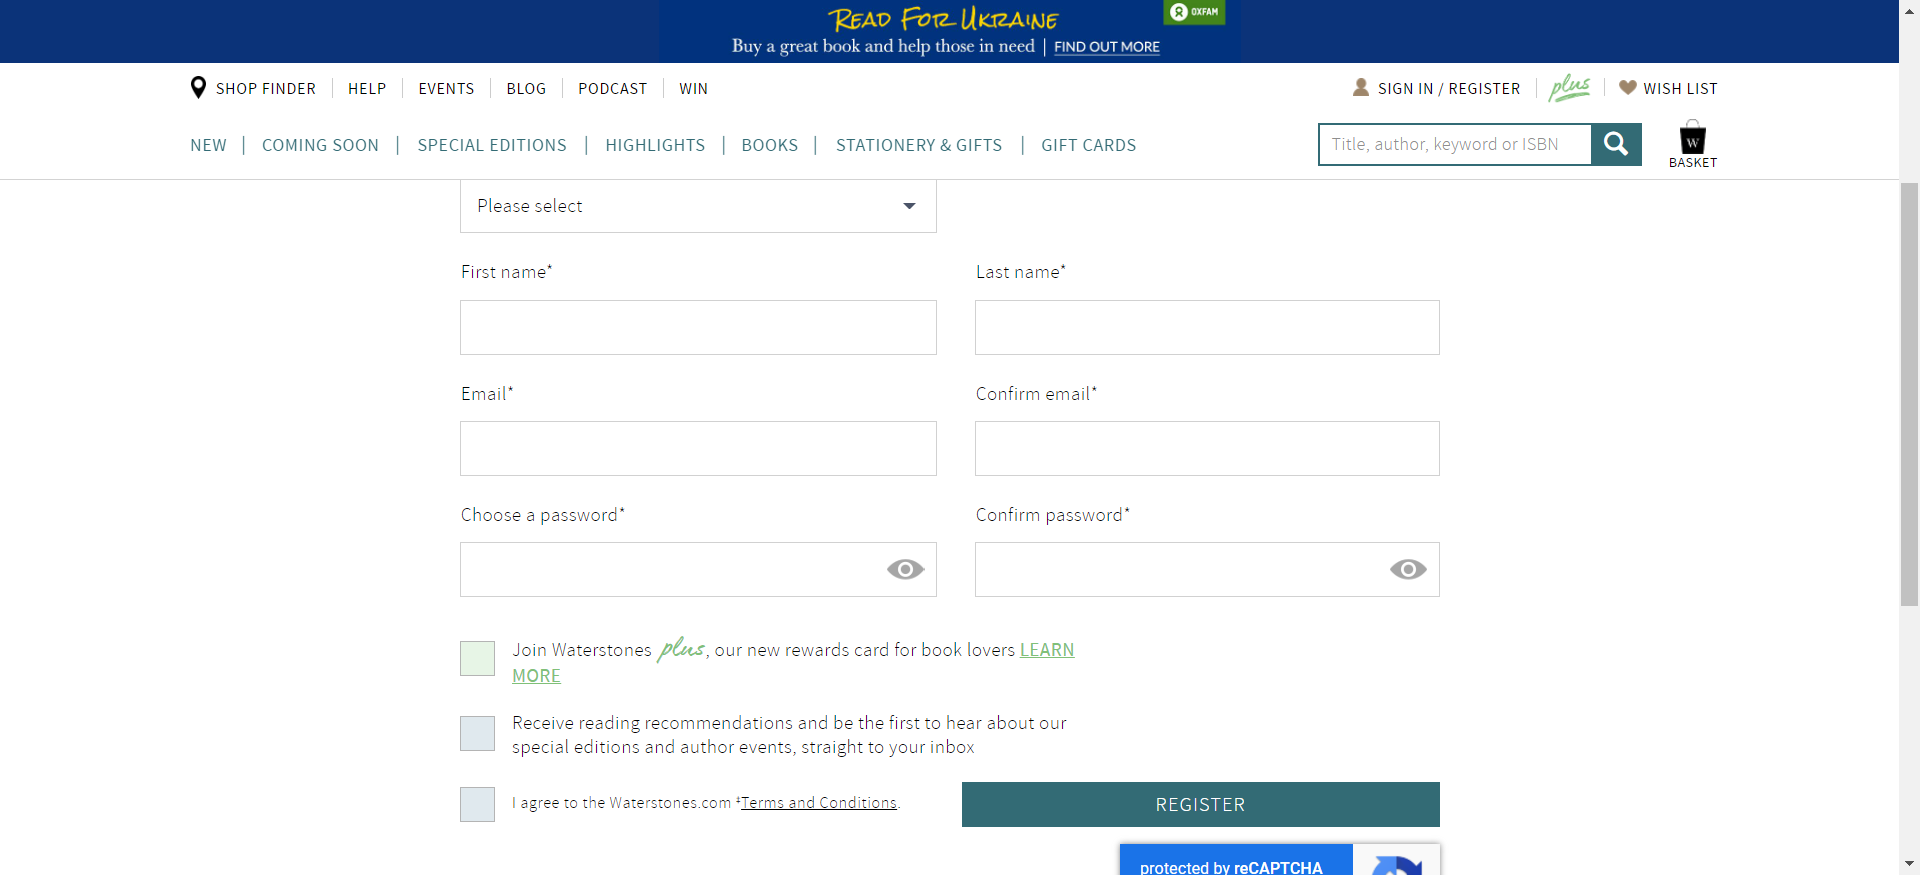 READ FOR UKRAINE
OXFAM
Buy a great book and help those in need | FIND OUT MORE
SHOP FINDER
HELP
EVENTS
BLOG
PODCAST
WIN
SIGN IN / REGISTER
plus
WISH LIST
NEW | COMING SOON | SPECIAL EDITIONS | HIGHLIGHTS | BOOKS | STATIONERY & GIFTS | GIFT CARDS
Title, author, keyword or ISBN
W
BASKET
Please select
First name*
Last name*
Email*
Confirm email*
Choose a password*
Confirm password*
Join Waterstones plus, our new rewards card for book lovers LEARN
MORE
Receive reading recommendations and be the first to hear about our
special editions and author events, straight to your inbox
I agree to the Waterstones.com ‡Terms and Conditions.
REGISTER
protected by reCAPTCHA